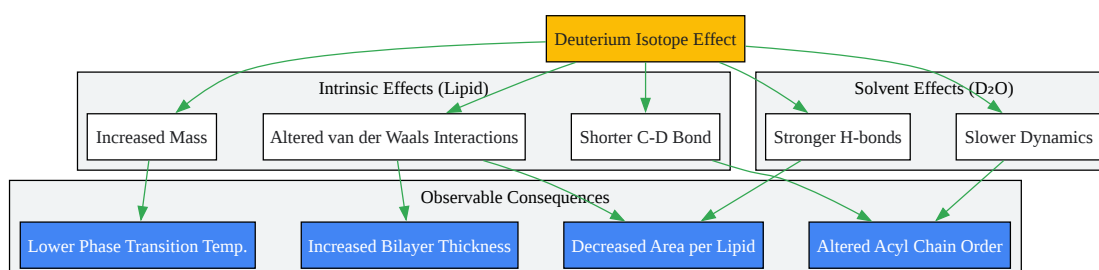 Deuterium Isotope Effect
Intrinsic Effects (Lipid)
Solvent Effects (D₂O)
Increased Mass
Altered van der Waals Interactions
Shorter C-D Bond
Stronger H-bonds
Slower Dynamics
Observable Consequences
Lower Phase Transition Temp.
Increased Bilayer Thickness
Decreased Area per Lipid
Altered Acyl Chain Order